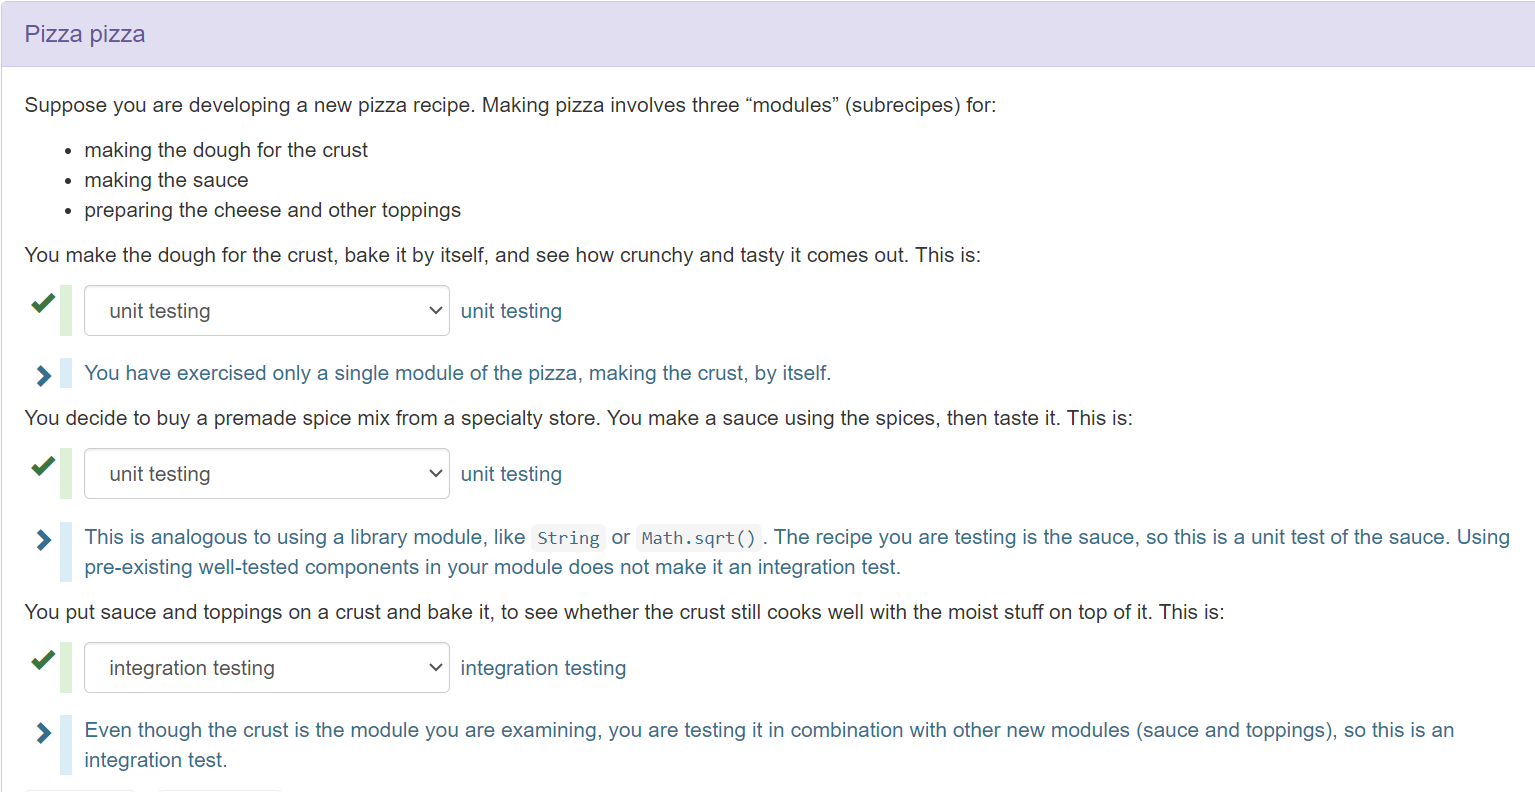 Pizza pizza
Suppose you are developing a new pizza recipe. Making pizza involves three “modules” (subrecipes) for:
• making the dough for the crust
• making the sauce
• preparing the cheese and other toppings
You make the dough for the crust, bake it by itself, and see how crunchy and tasty it comes out. This is:
unit testing unit testing
You have exercised only a single module of the pizza, making the crust, by itself.
You decide to buy a premade spice mix from a specialty store. You make a sauce using the spices, then taste it. This is:
unit testing unit testing
This is analogous to using a library module, like String or Math.sqrt(). The recipe you are testing is the sauce, so this is a unit test of the sauce. Using
pre-existing well-tested components in your module does not make it an integration test.
You put sauce and toppings on a crust and bake it, to see whether the crust still cooks well with the moist stuff on top of it. This is:
integration testing integration testing
Even though the crust is the module you are examining, you are testing it in combination with other new modules (sauce and toppings), so this is an
integration test.